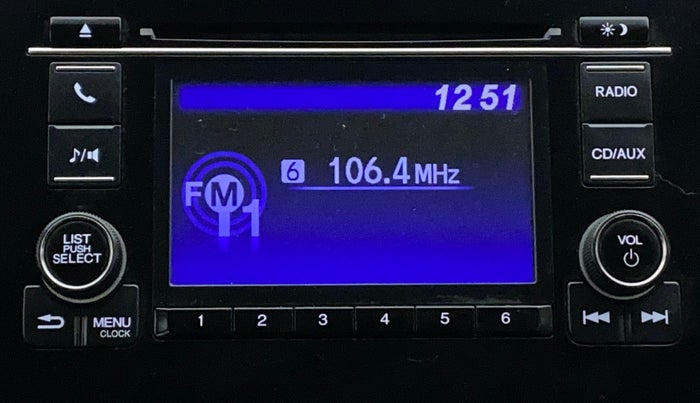 12 51
RADIO
CD/AUX
6 106.4 MHz
FM 1
LIST
PUSH
SELECT
VOL
MENU
CLOCK
1 2 3 4 5 6